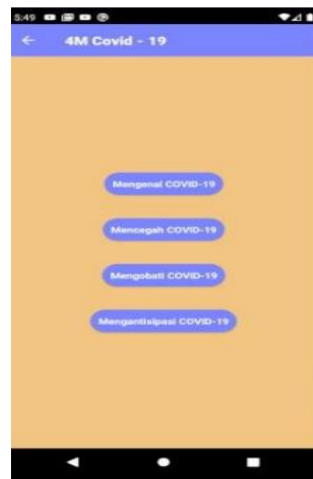 5:49
4M Covid - 19
Mengenal COVID-19
Mencegah COVID-19
Mengobati COVID-19
Mengantisipasi COVID-19